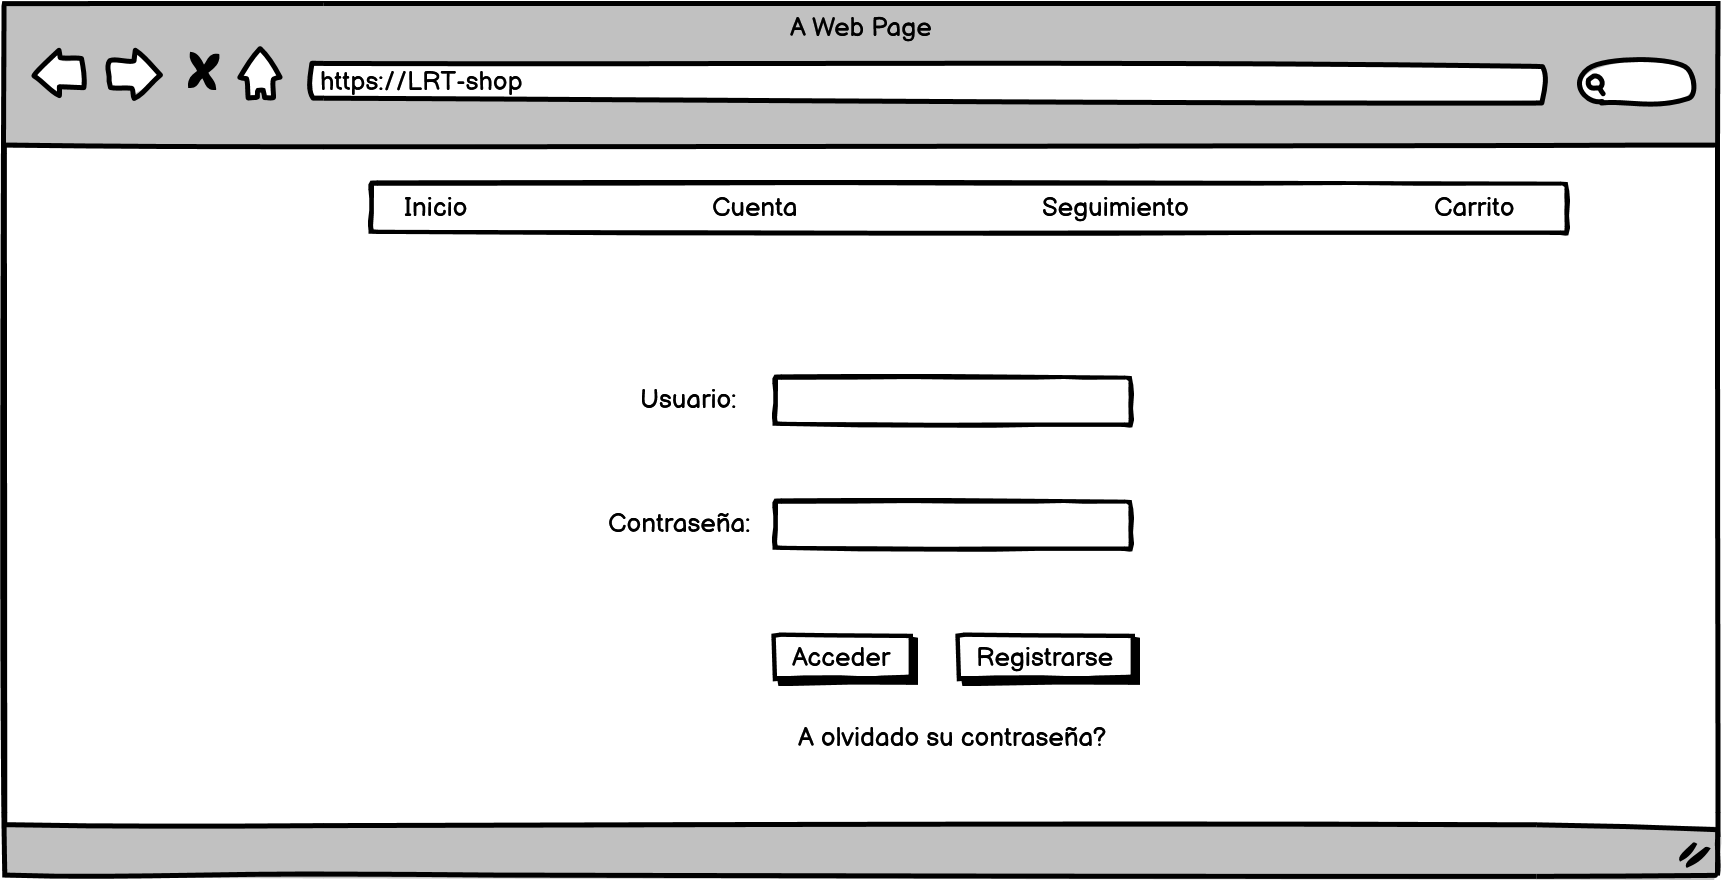 A Web Page
https://LRT-shop
Inicio Cuenta Seguimiento Carrito
Usuario:
Contraseña:
Acceder Registrarse
A olvidado su contraseña?